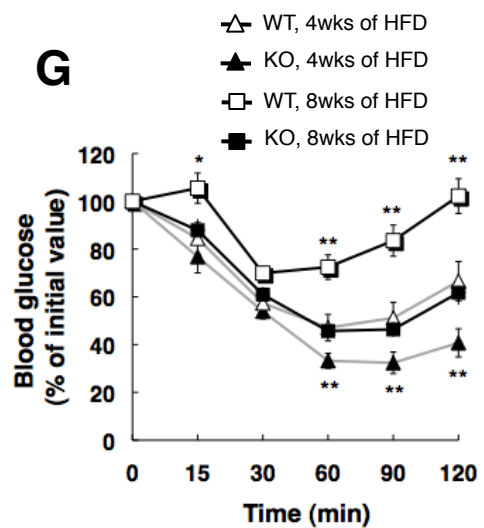 G
WT, 4wks of HFD
KO, 4wks of HFD
WT, 8wks of HFD
KO, 8wks of HFD
Blood glucose
(% of initial value)
120
100
80
60
40
20
0
*
**
**
**
**
**
**
0 15 30 60 90 120
Time (min)